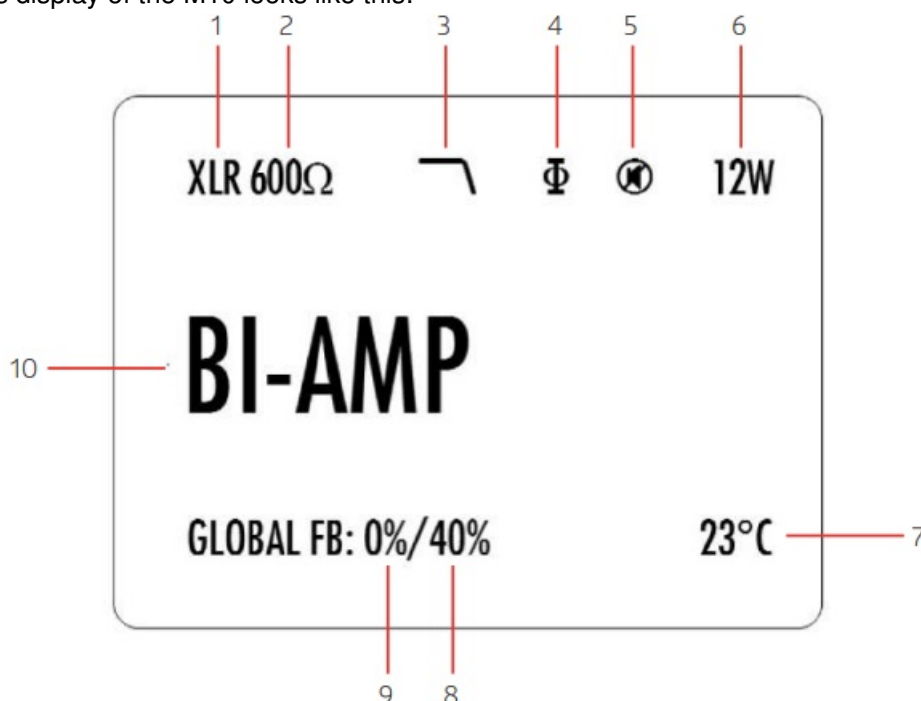 display of the M10 looks like this:
1 2 3 4 5 6
XLR 600Ω Φ 12W
10 BI-AMP
GLOBAL FB: 0%/40% 23°C 7
9 8